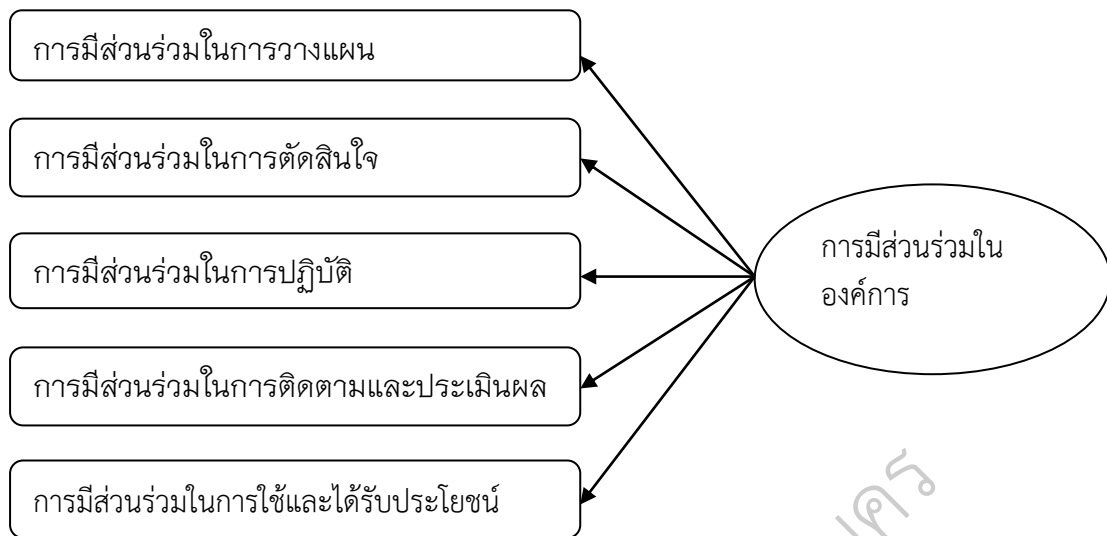 การมีส่วนร่วมในการวางแผน
การมีส่วนร่วมในการตัดสินใจ
การมีส่วนร่วมในการปฏิบัติ
การมีส่วนร่วมในการติดตามและประเมินผล
การมีส่วนร่วมในการใช้และได้รับประโยชน์
การมีส่วนร่วมใน
องค์การ